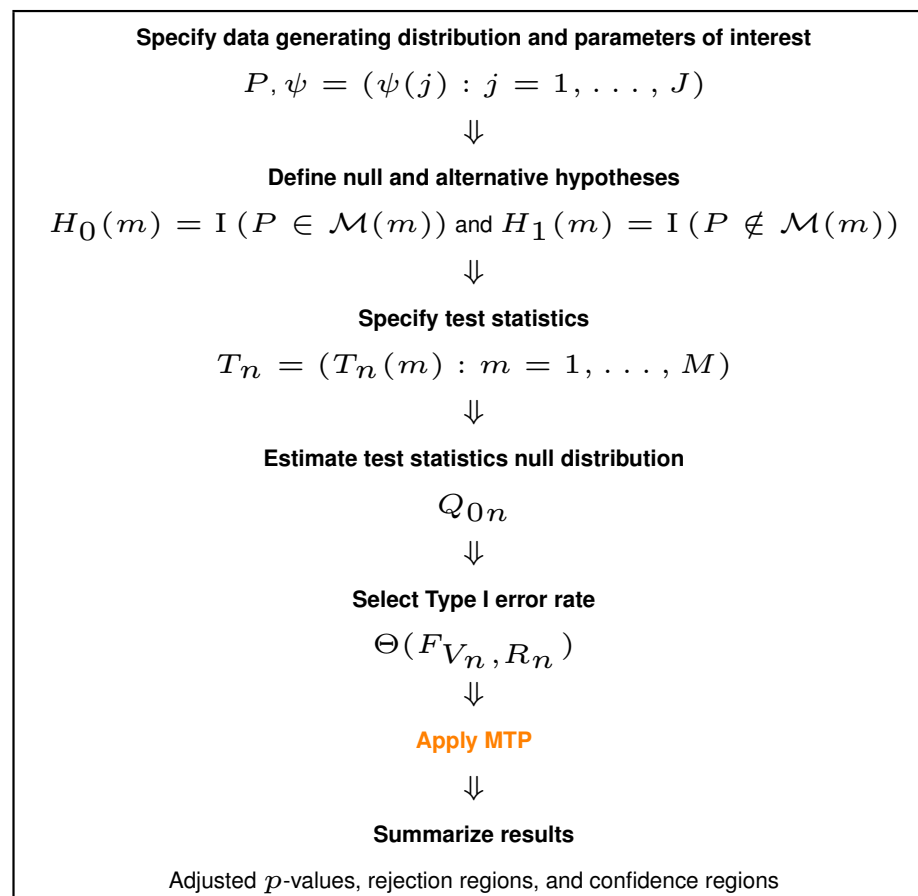 Specify data generating distribution and parameters of interest
P, ψ = (ψ(j) : j = 1, . . . , J)
⇓
Define null and alternative hypotheses
H₀(m) = I (P ∈ ℳ(m)) and H₁(m) = I (P ∉ ℳ(m))
⇓
Specify test statistics
Tₙ = (Tₙ(m) : m = 1, . . . , M)
⇓
Estimate test statistics null distribution
Q₀ₙ
⇓
Select Type I error rate
Θ(F_{Vₙ,Rₙ})
⇓
Apply MTP
⇓
Summarize results
Adjusted p-values, rejection regions, and confidence regions